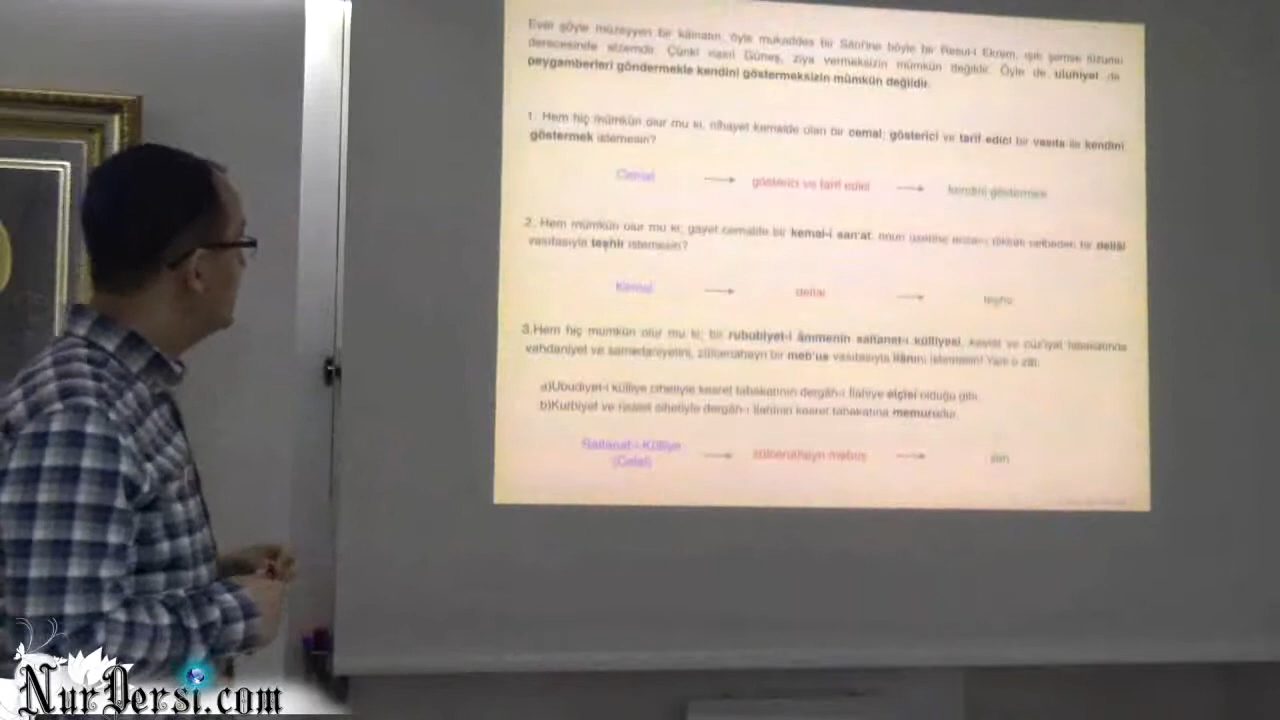 Evet şöyle müzeyyen bir kâinatın, öyle mukaddes bir Sâniine böyle bir Resul-i Ekrem, ışık şemse lüzumu
derecesinde elzemdir. Çünki nasıl Güneş, ziya vermeksizin mümkün değildir. Öyle de uluhiyet de
peygamberleri göndermekle kendini göstermeksizin mümkün değildir.
1. Hem hiç mümkün olur mu ki, nihayet kemalde olan bir cemal; gösterici ve tarif edici bir vasıta ile kendini
göstermek istemesin?
Cemal → gösterici ve tarif edici → kendini göstermek
2. Hem mümkün olur mu ki; gayet cemalde bir kemal-i san'at, onun üzerine enzar-ı dikkati celbeden bir dellâl
vasıtasıyla teşhir istemesin?
Kemal → dellal → teşhir
3.Hem hiç mümkün olur mu ki; bir rububiyet-i âmmenin saltanat-ı külliyesi, kesret ve cüz'iyat tabakatında
vahdaniyet ve samedaniyetini, zülcenaheyn bir meb'us vasıtasıyla ilânını istemesin! Yani o zât,
a)Ubudiyet-i külliye cihetiyle kesret tabakatının dergâh-ı İlahiye elçisi olduğu gibi,
b)Kurbiyet ve risalet cihetiyle dergâh-ı İlahînin kesret tabakatına memurudur.
Saltanat-ı Külliye → zülcenaheyn mebus → ilan
(Celal)
NurDersi.com